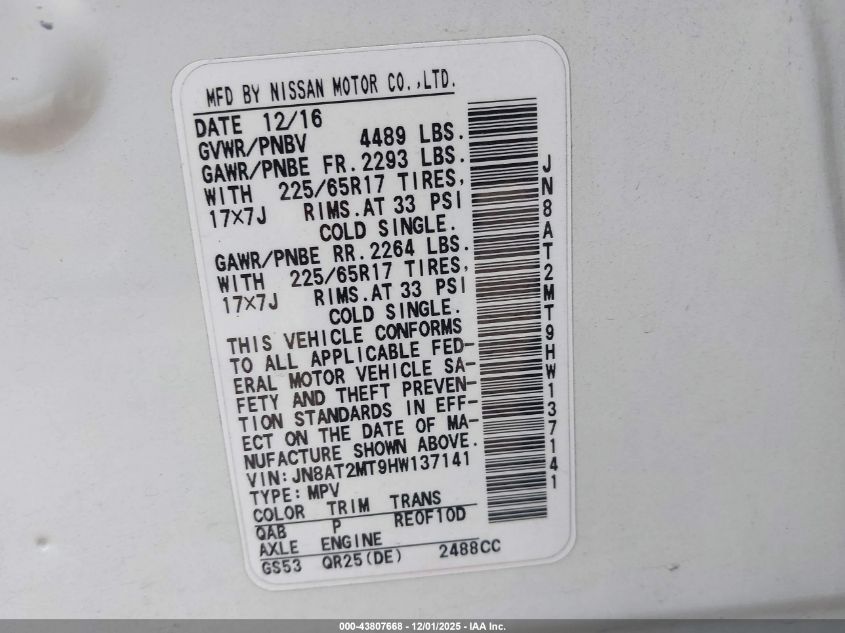 MFD BY NISSAN MOTOR CO.,LTD.
DATE 12/16
GVWR/PNBV 4489 LBS.
GAWR/PNBE FR. 2293 LBS.
WITH 225/65R17 TIRES,
17X7J RIMS. AT 33 PSI
COLD SINGLE.
GAWR/PNBE RR. 2264 LBS.
WITH 225/65R17 TIRES,
17X7J RIMS. AT 33 PSI
COLD SINGLE.
THIS VEHICLE CONFORMS
TO ALL APPLICABLE FED-
ERAL MOTOR VEHICLE SA-
FETY AND THEFT PREVEN-
TION STANDARDS IN EFF-
ECT ON THE DATE OF MA-
NUFACTURE SHOWN ABOVE.
VIN: JN8AT2MT9HW137141
TYPE: MPV
COLOR TRIM TRANS
QAB P RE0F10D
AXLE ENGINE
GS53 QR25(DE) 2488CC
JN8AT2MT9HW137141
000-43807668 - 12/01/2025 - IAA Inc.